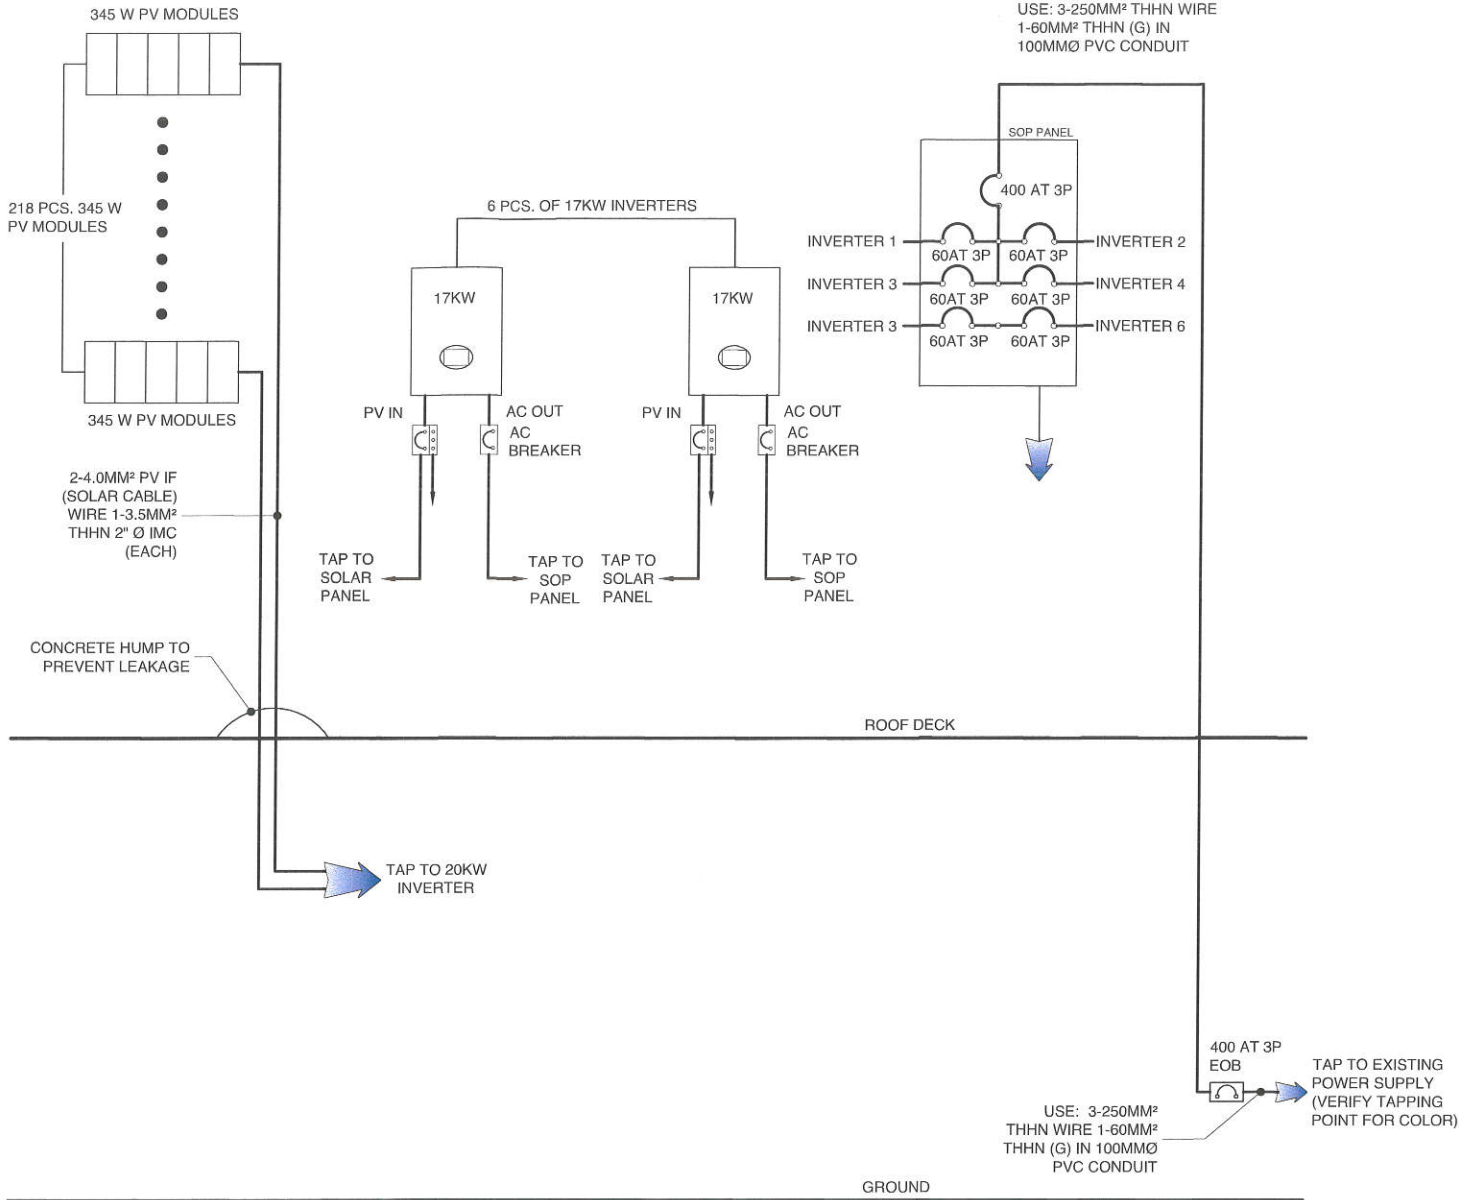 345 W PV MODULES
218 PCS. 345 W
PV MODULES
345 W PV MODULES
2-4.0MM² PV IF
(SOLAR CABLE)
WIRE 1-3.5MM²
THHN 2" Ø IMC
(EACH)
CONCRETE HUMP TO
PREVENT LEAKAGE
TAP TO 20KW
INVERTER
6 PCS. OF 17KW INVERTERS
17KW
PV IN
AC OUT
AC
BREAKER
TAP TO
SOLAR
PANEL
TAP TO
SOP
PANEL
17KW
PV IN
AC OUT
AC
BREAKER
TAP TO
SOLAR
PANEL
TAP TO
SOP
PANEL
USE: 3-250MM² THHN WIRE
1-60MM² THHN (G) IN
100MMØ PVC CONDUIT
SOP PANEL
400 AT 3P
INVERTER 1
60AT 3P
60AT 3P
INVERTER 2
INVERTER 3
60AT 3P
60AT 3P
INVERTER 4
INVERTER 3
60AT 3P
60AT 3P
INVERTER 6
ROOF DECK
400 AT 3P
EOB
TAP TO EXISTING
POWER SUPPLY
(VERIFY TAPPING
POINT FOR COLOR)
USE: 3-250MM²
THHN WIRE 1-60MM²
THHN (G) IN 100MMØ
PVC CONDUIT
GROUND